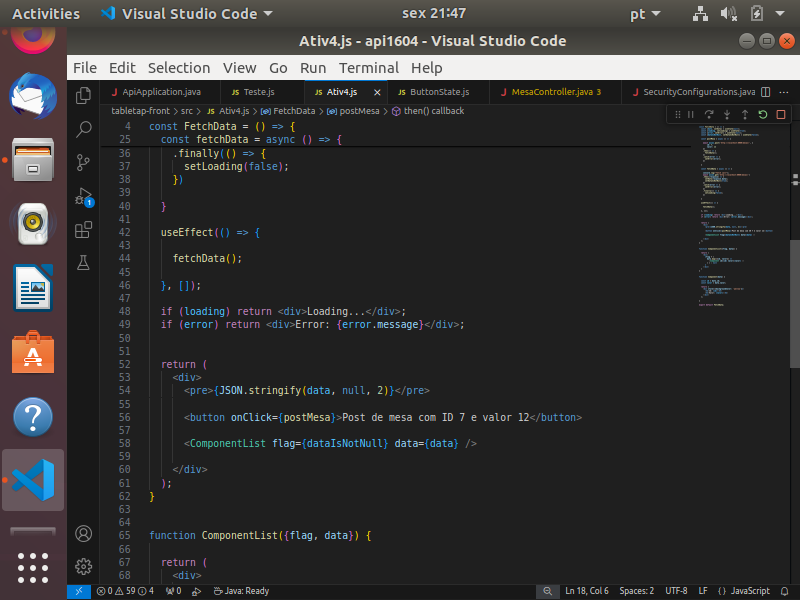 Activities
Visual Studio Code
sex 21:47
pt
Ativ4.js - api1604 - Visual Studio Code
File Edit Selection View Go Run Terminal Help
J ApiApplication.java
JS Teste.js
JS Ativ4.js
JS ButtonState.js
J MesaController.java 3
J SecurityConfigurations.java
tabletap-front > src > JS Ativ4.js > FetchData > postMesa > then() callback
4 const FetchData = () => {
25 const fetchData = async () => {
36 .finally(() => {
37 setLoading(false);
38 })
39
40 }
41
42 useEffect(() => {
43
44 fetchData();
45
46 }, []);
47
48 if (loading) return <div>Loading...</div>;
49 if (error) return <div>Error: {error.message}</div>;
50
51
52 return (
53 <div>
54 <pre>{JSON.stringify(data, null, 2)}</pre>
55
56 <button onClick={postMesa}>Post de mesa com ID 7 e valor 12</button>
57
58 <ComponentList flag={dataIsNotNull} data={data} />
59
60 </div>
61 );
62 }
63
64
65 function ComponentList({flag, data}) {
66
67 return (
68 <div>
1
0 59 4 0 Java: Ready
Ln 18, Col 6 Spaces: 2 UTF-8 LF {} JavaScript